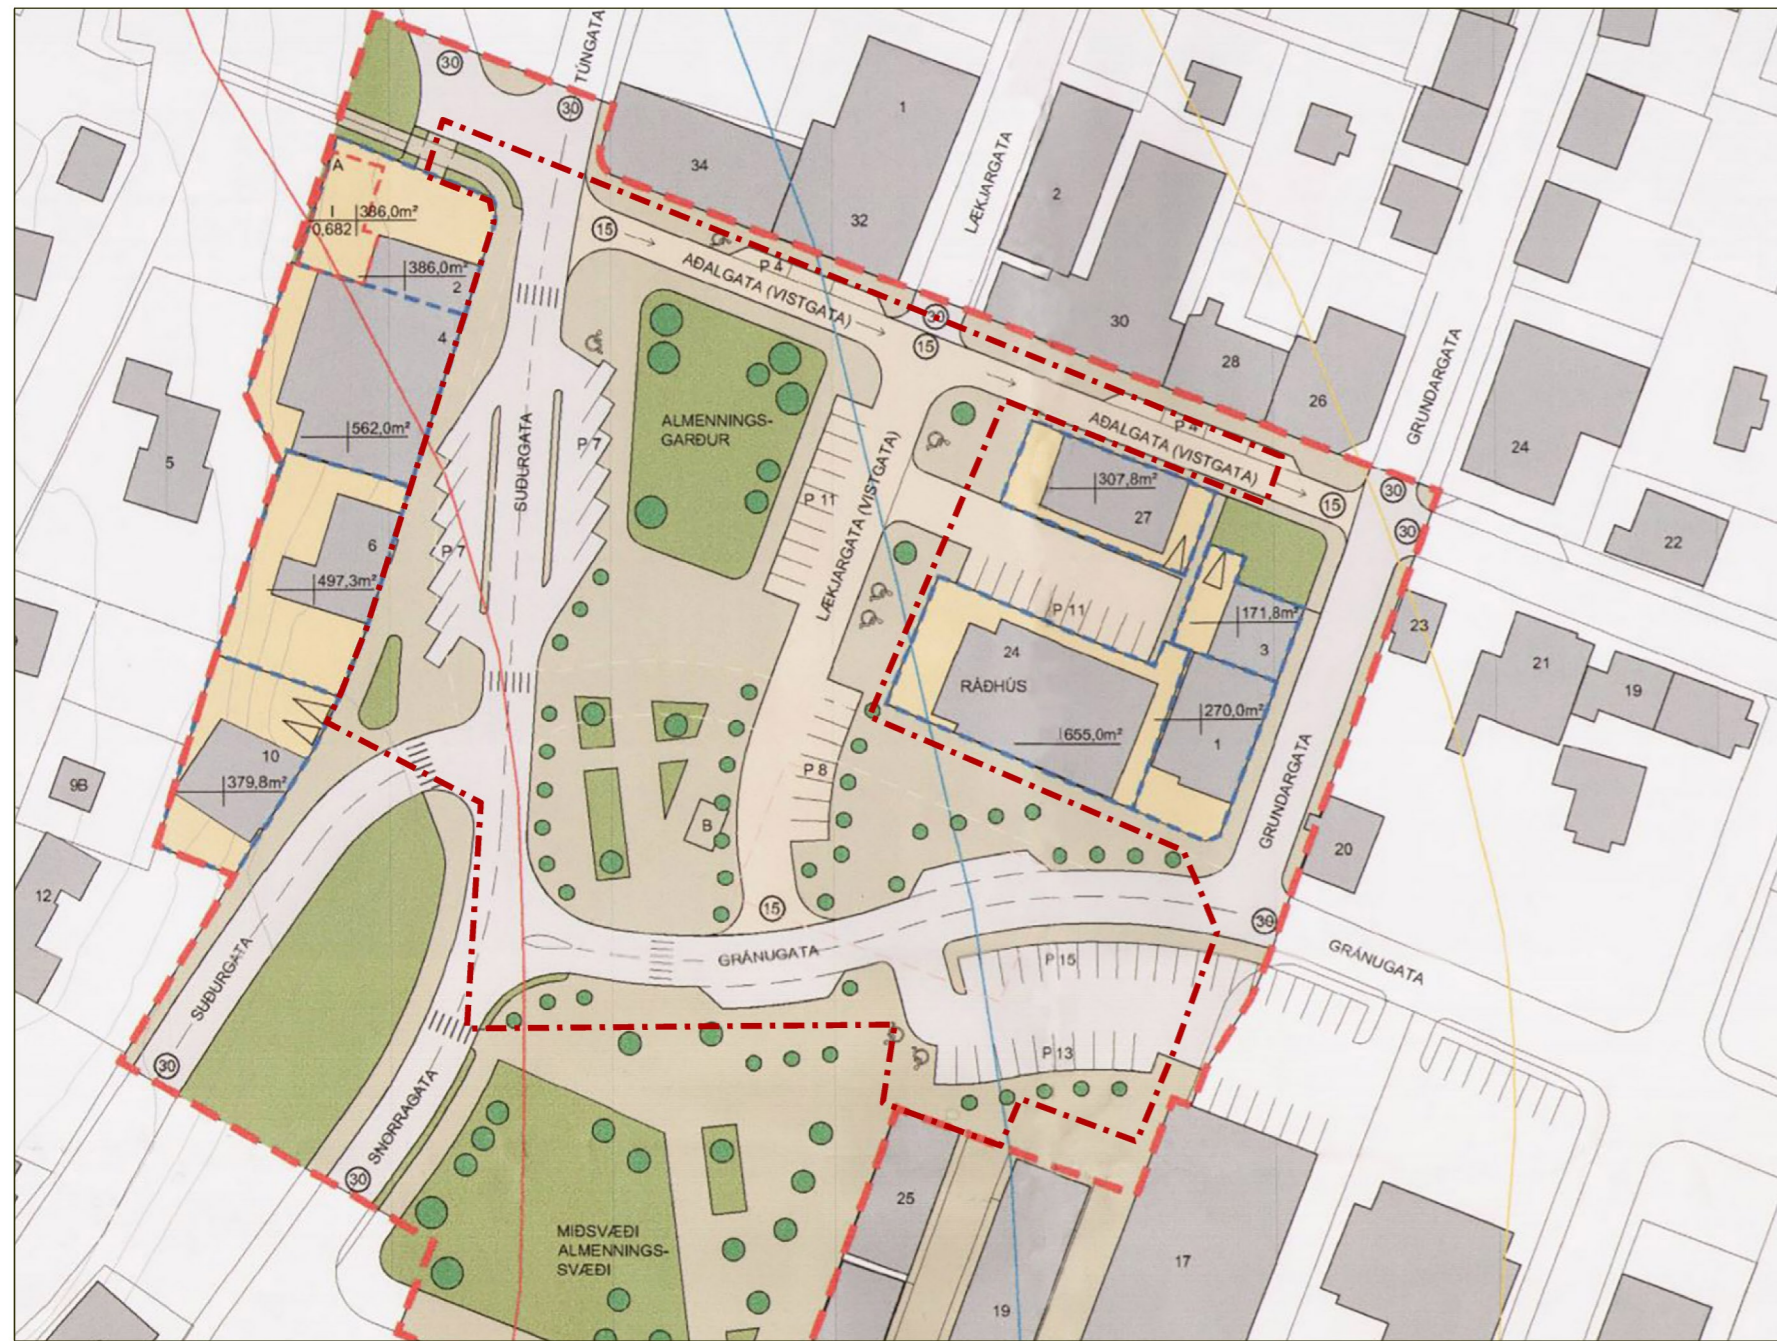 30
TÚNGATA
30
1
34
LÆKJARGATA
2
32
1A
I
386,0m²
0,682
15
P 4
AÐALGATA (VISTGATA)
386,0m²
2
4
30
15
30
28
26
GRUNDARGATA
24
ALMENNINGS-
GARÐUR
SUÐURGATA
P 7
562,0m²
5
P 4
AÐALGATA (VISTGATA)
307,8m²
27
15
30
30
22
P 11
LÆKJARGATA (VISTGATA)
6
P 7
497,3m²
P 11
171,8m²
3
23
24
RÁÐHÚS
21
19
270,0m²
1
655,0m²
10
379,8m²
9B
P 8
B
GRUNDARGATA
20
12
15
30
GRÁNUGATA
GRÁNUGATA
P 15
SUÐURGATA
P 13
30
SNORRAGATA
30
25
MIÐSVÆÐI
ALMENNINGS-
SVÆÐI
17
19